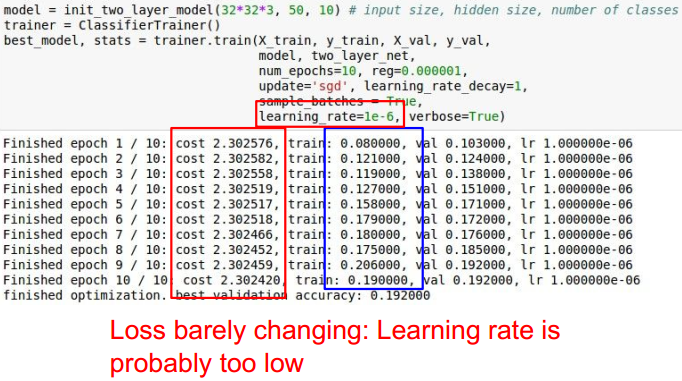 model = init_two_layer_model(32*32*3, 50, 10) # input size, hidden size, number of classes
trainer = ClassifierTrainer()
best_model, stats = trainer.train(X_train, y_train, X_val, y_val,
model, two_layer_net,
num_epochs=10, reg=0.000001,
update='sgd', learning_rate_decay=1,
sample_batches = True,
learning_rate=1e-6, verbose=True)
Finished epoch 1 / 10: cost 2.302576, train: 0.080000, val 0.103000, lr 1.000000e-06
Finished epoch 2 / 10: cost 2.302582, train: 0.121000, val 0.124000, lr 1.000000e-06
Finished epoch 3 / 10: cost 2.302558, train: 0.119000, val 0.138000, lr 1.000000e-06
Finished epoch 4 / 10: cost 2.302519, train: 0.127000, val 0.151000, lr 1.000000e-06
Finished epoch 5 / 10: cost 2.302517, train: 0.158000, val 0.171000, lr 1.000000e-06
Finished epoch 6 / 10: cost 2.302518, train: 0.179000, val 0.172000, lr 1.000000e-06
Finished epoch 7 / 10: cost 2.302466, train: 0.180000, val 0.176000, lr 1.000000e-06
Finished epoch 8 / 10: cost 2.302452, train: 0.175000, val 0.185000, lr 1.000000e-06
Finished epoch 9 / 10: cost 2.302459, train: 0.206000, val 0.192000, lr 1.000000e-06
Finished epoch 10 / 10: cost 2.302420, train: 0.190000, val 0.192000, lr 1.000000e-06
finished optimization. best validation accuracy: 0.192000
Loss barely changing: Learning rate is
probably too low